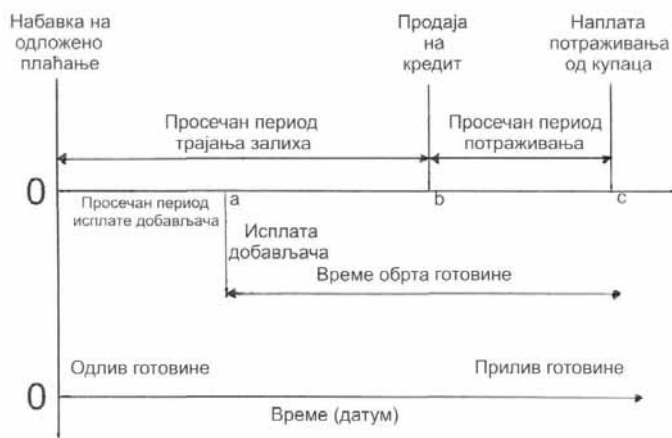 Набавка на
одложено
плаћање
Продаја
на
кредит
Наплата
потраживања
од купаца
Просечан период
трајања залиха
Просечан период
потраживања
0
Просечан период
исплате добављача
a
b
c
Исплата
добављача
Време обрта готовине
Одлив готовине
Прилив готовине
0
Време (датум)